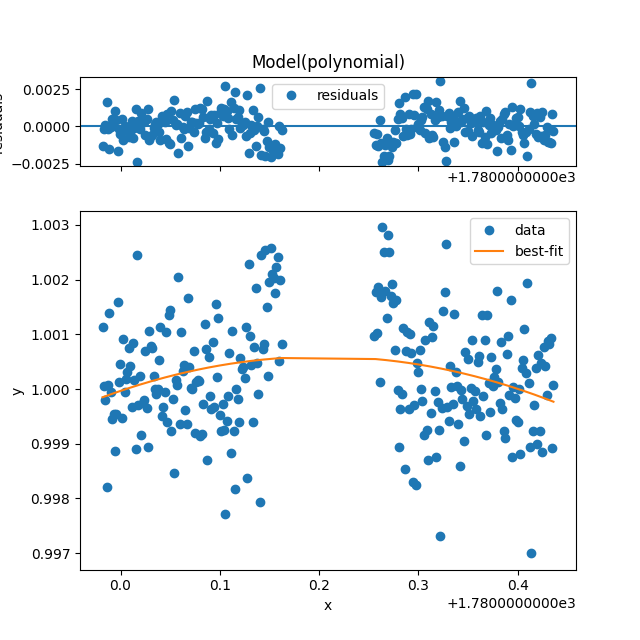 Model(polynomial)
residuals
0.0025
0.0000
−0.0025
residuals
+1.7800000000e3
1.003
1.002
1.001
1.000
0.999
0.998
0.997
y
data
best-fit
0.0 0.1 0.2 0.3 0.4
x
+1.7800000000e3